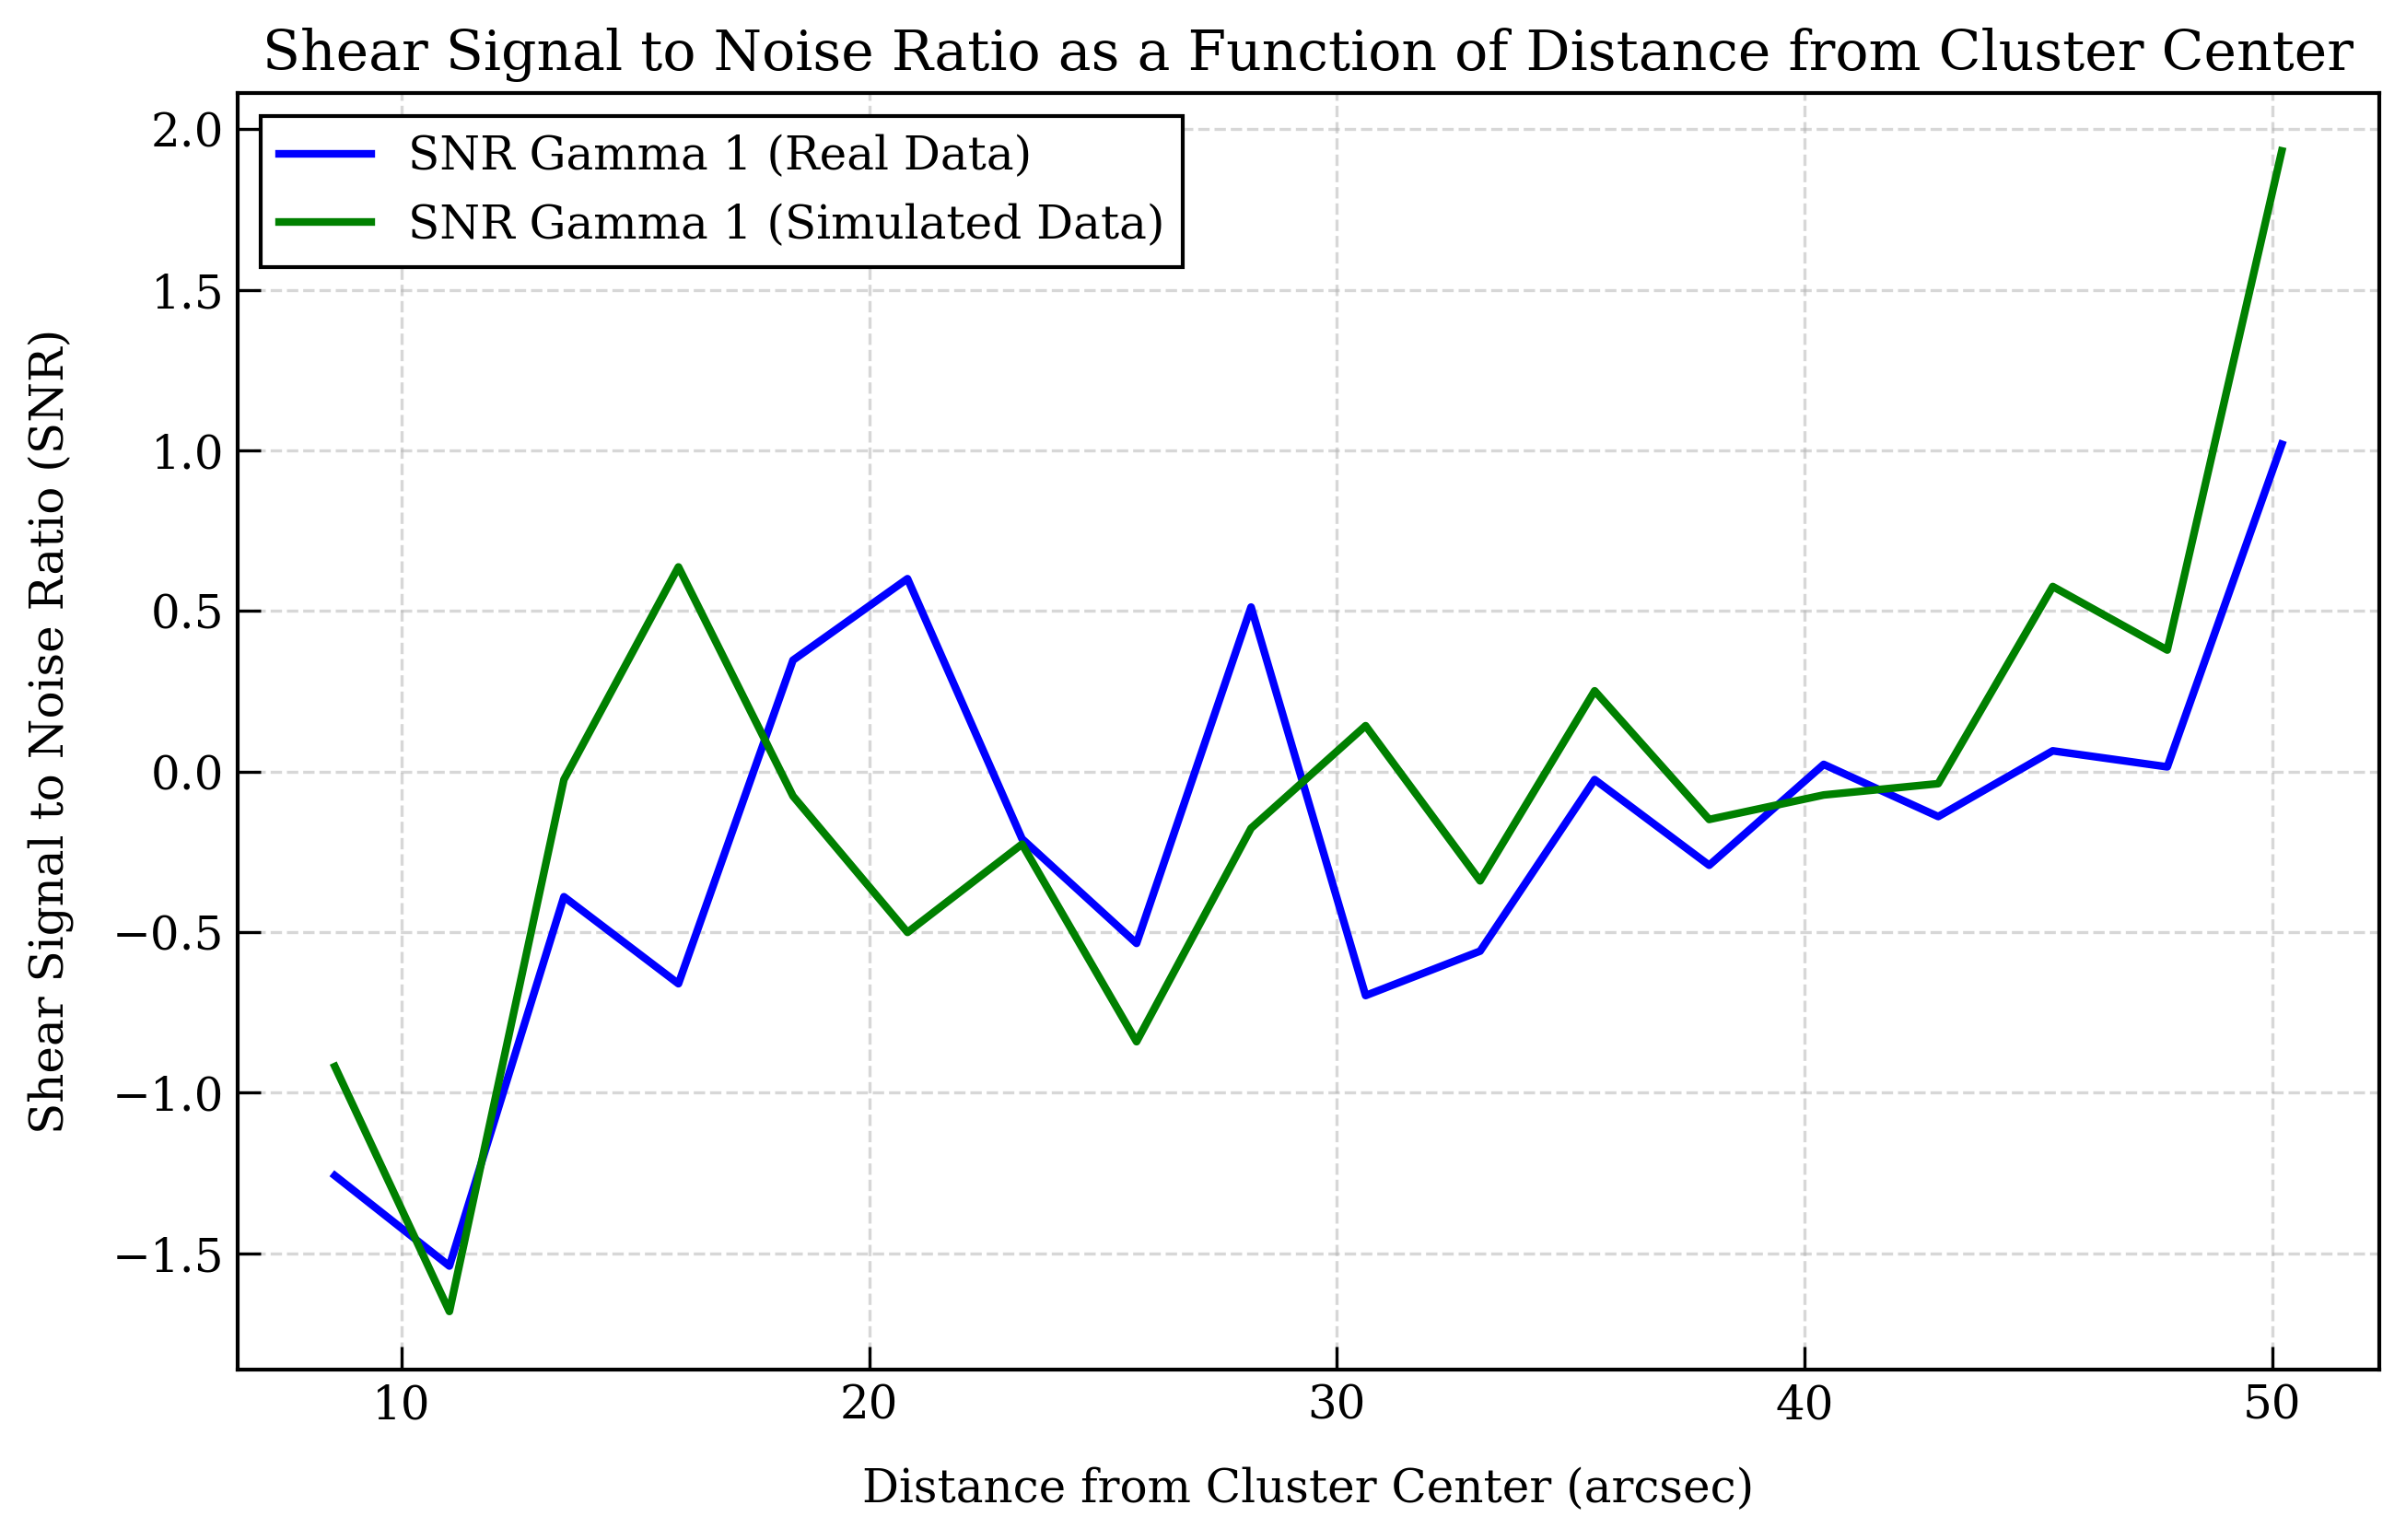 Shear Signal to Noise Ratio as a Function of Distance from Cluster Center
SNR Gamma 1 (Real Data)
SNR Gamma 1 (Simulated Data)
Shear Signal to Noise Ratio (SNR)
2.0
1.5
1.0
0.5
0.0
−0.5
−1.0
−1.5
10 20 30 40 50
Distance from Cluster Center (arcsec)